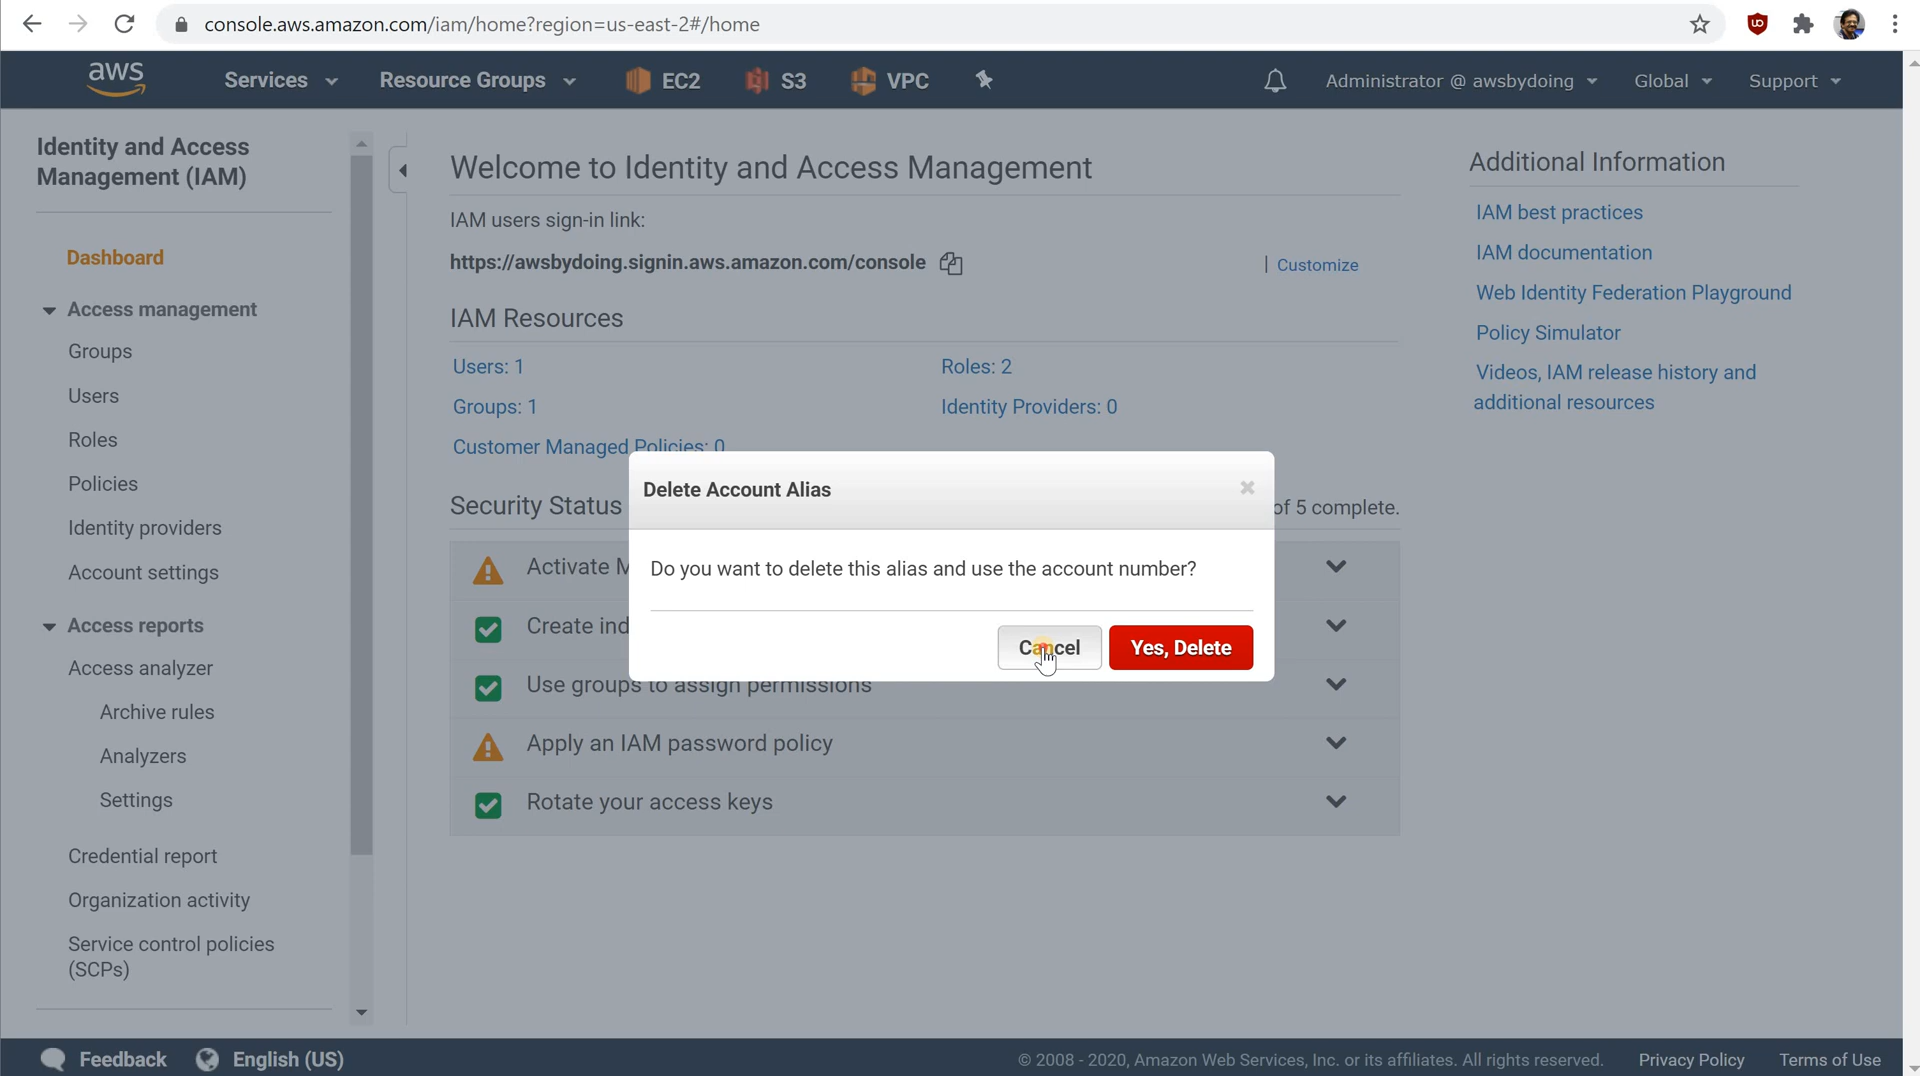 console.aws.amazon.com/iam/home?region=us-east-2#/home
aws
Services
Resource Groups
EC2
S3
VPC
Administrator @ awsbydoing
Global
Support
Identity and Access
Management (IAM)
Dashboard
Access management
Groups
Users
Roles
Policies
Identity providers
Account settings
Access reports
Access analyzer
Archive rules
Analyzers
Settings
Credential report
Organization activity
Service control policies
(SCPs)
Welcome to Identity and Access Management
IAM users sign-in link:
https://awsbydoing.signin.aws.amazon.com/console
| Customize
IAM Resources
Users: 1
Roles: 2
Groups: 1
Identity Providers: 0
Customer Managed Policies: 0
Security Status
of 5 complete.
Activate M
Create ind
Use groups to assign permissions
Apply an IAM password policy
Rotate your access keys
Delete Account Alias
Do you want to delete this alias and use the account number?
Cancel
Yes, Delete
Additional Information
IAM best practices
IAM documentation
Web Identity Federation Playground
Policy Simulator
Videos, IAM release history and
additional resources
Feedback
English (US)
© 2008 - 2020, Amazon Web Services, Inc. or its affiliates. All rights reserved.
Privacy Policy
Terms of Use